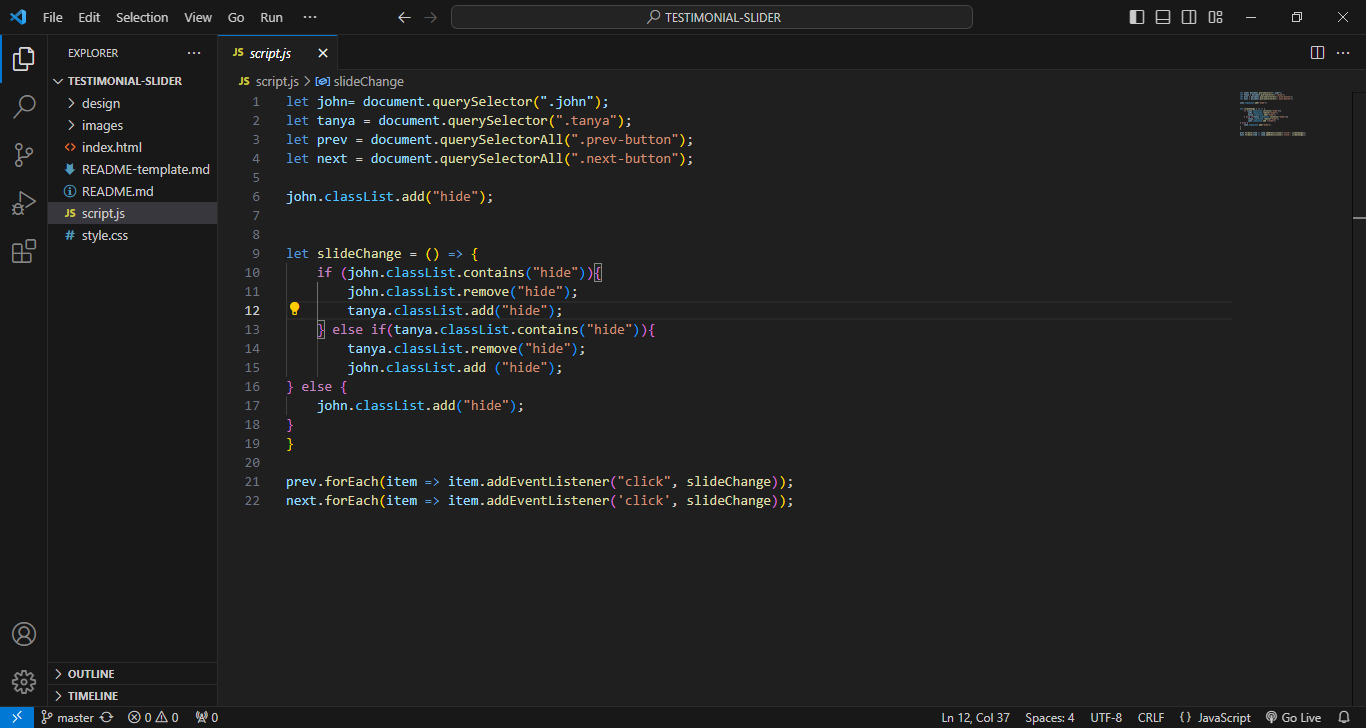 File Edit Selection View Go Run ··· TESTIMONIAL-SLIDER
EXPLORER ···
TESTIMONIAL-SLIDER
design
images
index.html
README-template.md
README.md
JS script.js
# style.css
OUTLINE
TIMELINE
JS script.js
JS script.js > slideChange
1 let john= document.querySelector(".john");
2 let tanya = document.querySelector(".tanya");
3 let prev = document.querySelectorAll(".prev-button");
4 let next = document.querySelectorAll(".next-button");
5
6 john.classList.add("hide");
7
8
9 let slideChange = () => {
10 if (john.classList.contains("hide")){
11 john.classList.remove("hide");
12 tanya.classList.add("hide");
13 } else if(tanya.classList.contains("hide")){
14 tanya.classList.remove("hide");
15 john.classList.add ("hide");
16 } else {
17 john.classList.add("hide");
18 }
19 }
20
21 prev.forEach(item => item.addEventListener("click", slideChange));
22 next.forEach(item => item.addEventListener('click', slideChange));
master 0 0 0 Ln 12, Col 37 Spaces: 4 UTF-8 CRLF {} JavaScript Go Live